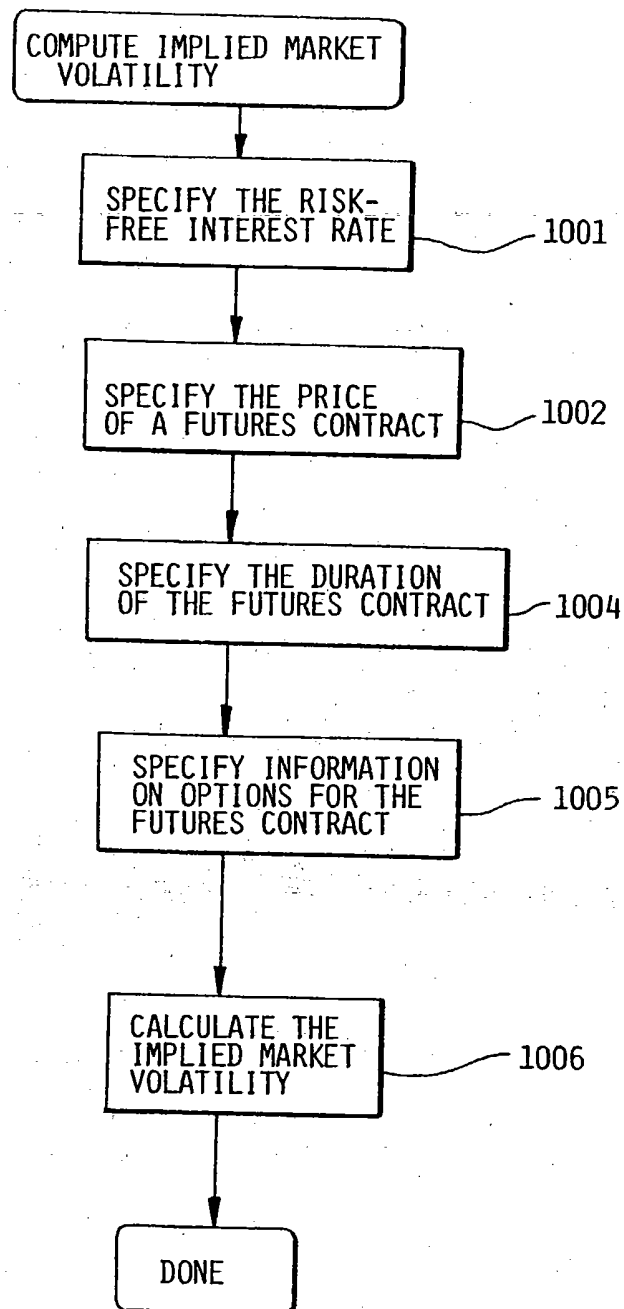 COMPUTE IMPLIED MARKET
VOLATILITY
SPECIFY THE RISK-
FREE INTEREST RATE
1001
SPECIFY THE PRICE
OF A FUTURES CONTRACT
1002
SPECIFY THE DURATION
OF THE FUTURES CONTRACT
1004
SPECIFY INFORMATION
ON OPTIONS FOR THE
FUTURES CONTRACT
1005
CALCULATE THE
IMPLIED MARKET
VOLATILITY
1006
DONE